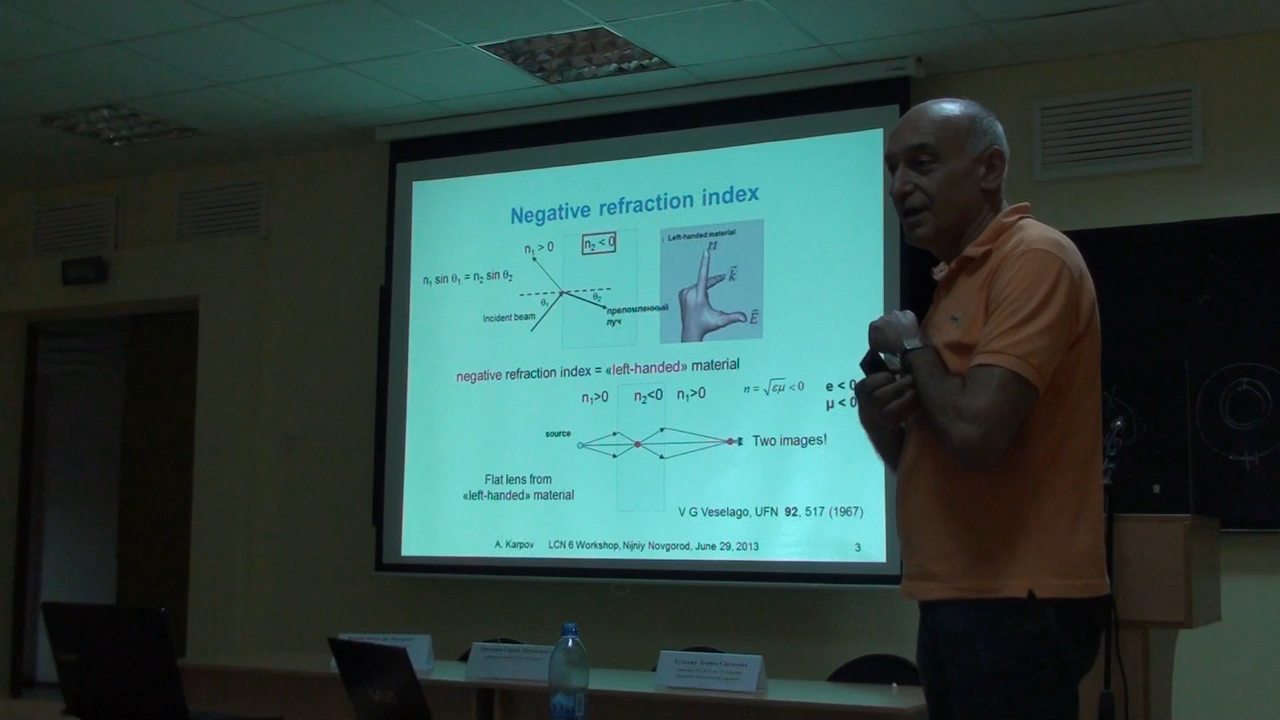 Negative refraction index
n₁ > 0
n₂ < 0
n₁ sin θ₁ = n₂ sin θ₂
θ₁
θ₂
Incident beam
преломленный
луч
Left-handed material
H
k
E
negative refraction index = «left-handed» material
n₁>0 n₂<0 n₁>0
n = √εμ < 0
e < 0
μ < 0
source
Two images!
Flat lens from
«left-handed» material
V G Veselago, UFN 92, 517 (1967)
A. Karpov LCN 6 Workshop, Nijniy Novgorod, June 29, 2013 3